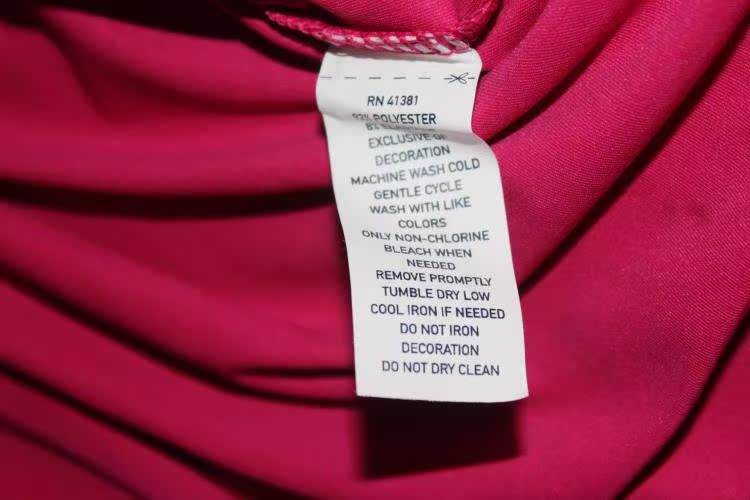 RN 41381
92% POLYESTER
8%
EXCLUSIVE OF
DECORATION
MACHINE WASH COLD
GENTLE CYCLE
WASH WITH LIKE
COLORS
ONLY NON-CHLORINE
BLEACH WHEN
NEEDED
REMOVE PROMPTLY
TUMBLE DRY LOW
COOL IRON IF NEEDED
DO NOT IRON
DECORATION
DO NOT DRY CLEAN